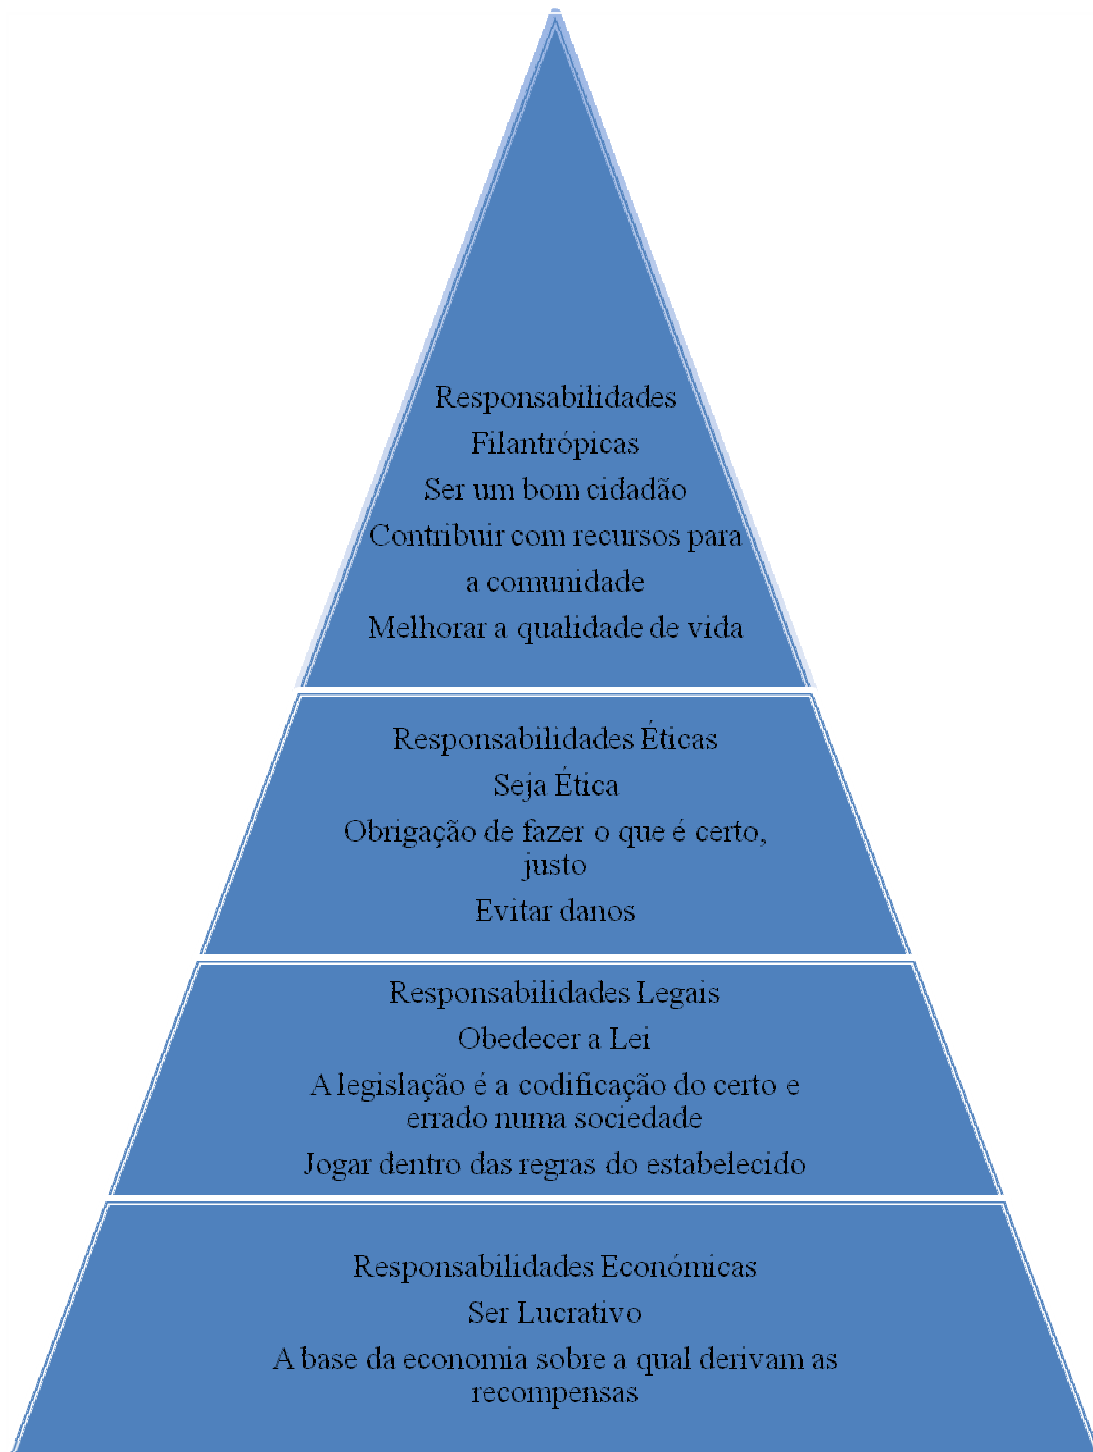 Responsabilidades
Filantrópicas
Ser um bom cidadão
Contribuir com recursos para
a comunidade
Melhorar a qualidade de vida
Responsabilidades Éticas
Seja Ética
Obrigação de fazer o que é certo,
justo
Evitar danos
Responsabilidades Legais
Obedecer a Lei
A legislação é a codificação do certo e
errado numa sociedade
Jogar dentro das regras do estabelecido
Responsabilidades Económicas
Ser Lucrativo
A base da economia sobre a qual derivam as
recompensas